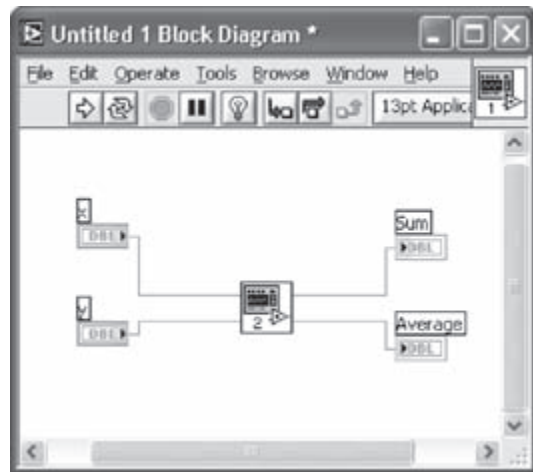 Untitled 1 Block Diagram *
File Edit Operate Tools Browse Window Help
13pt Applica
1
x
DBL
Sum
DBL
2
y
DBL
Average
DBL